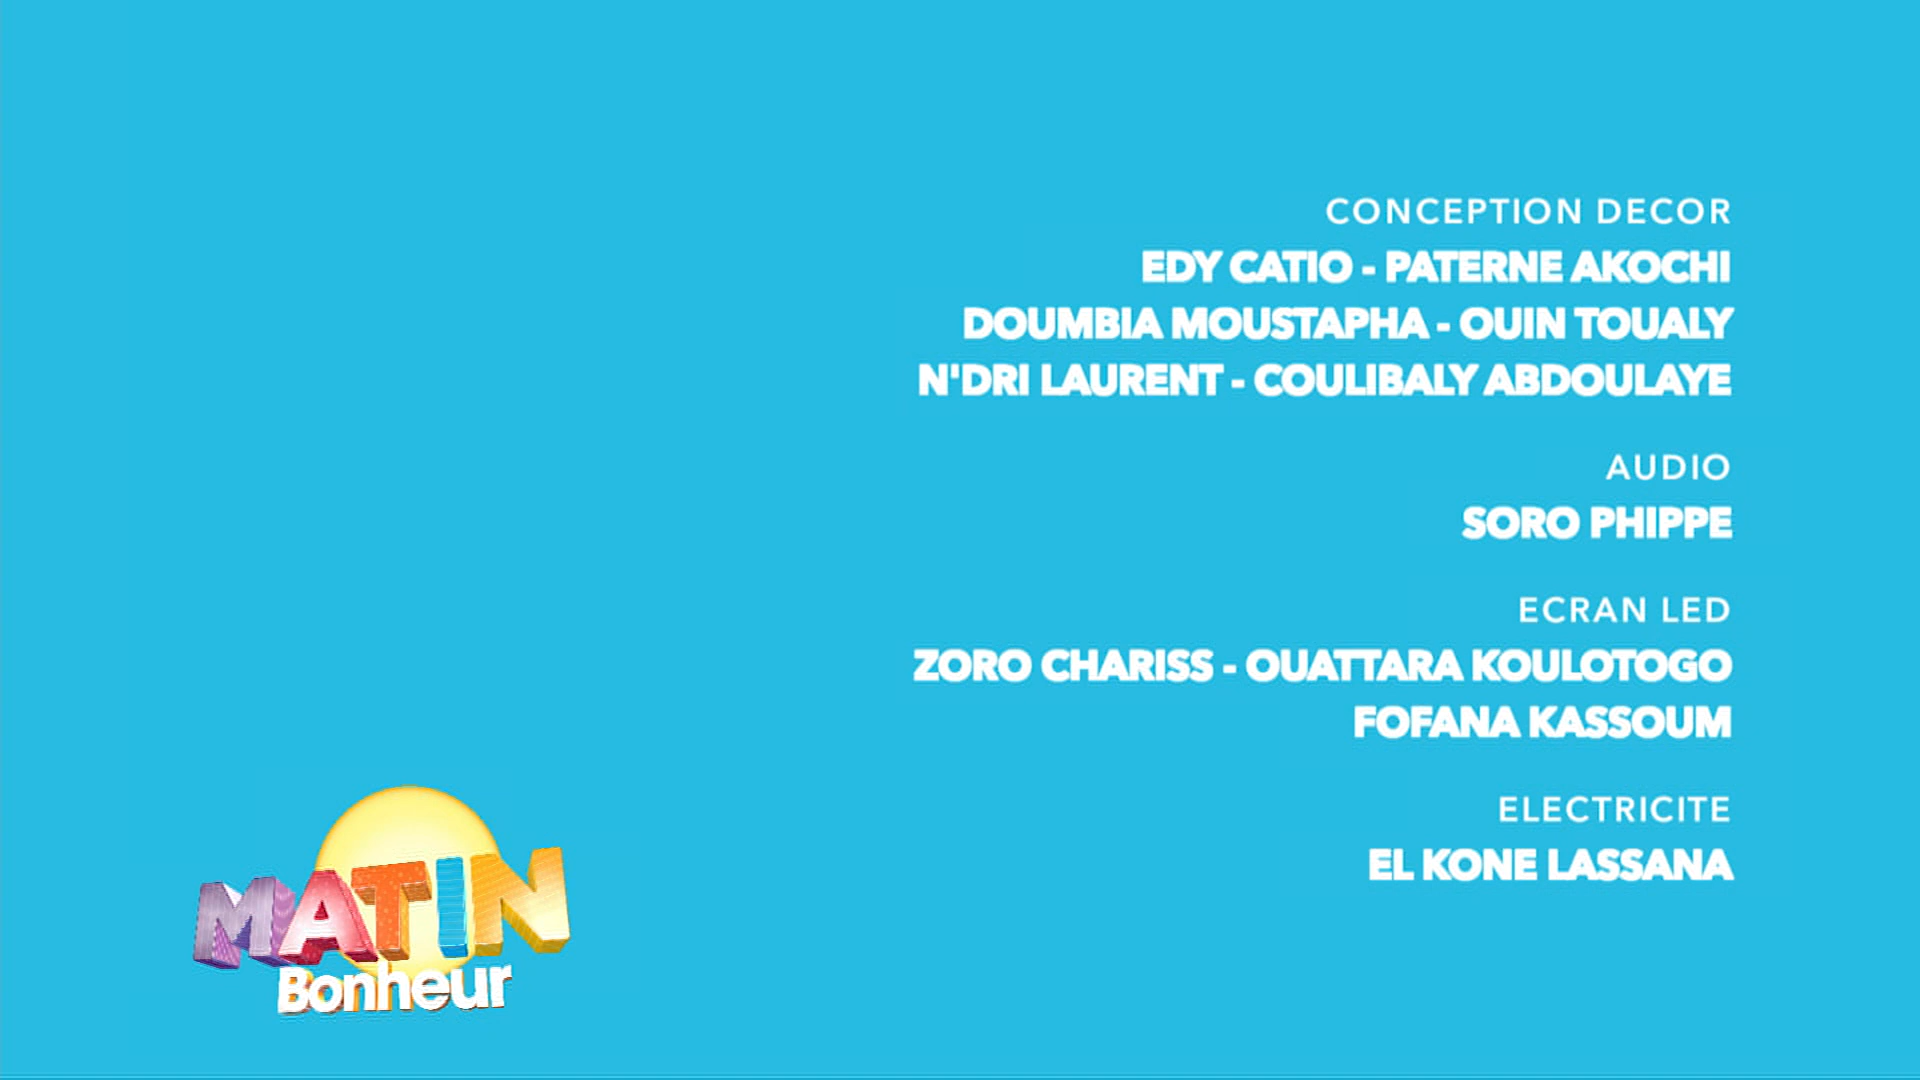 CONCEPTION DECOR
EDY CATIO - PATERNE AKOCHI
DOUMBIA MOUSTAPHA - OUIN TOUALY
N'DRI LAURENT - COULIBALY ABDOULAYE
AUDIO
SORO PHIPPE
ECRAN LED
ZORO CHARISS - OUATTARA KOULOTOGO
FOFANA KASSOUM
ELECTRICITE
EL KONE LASSANA
MATIN
Bonheur